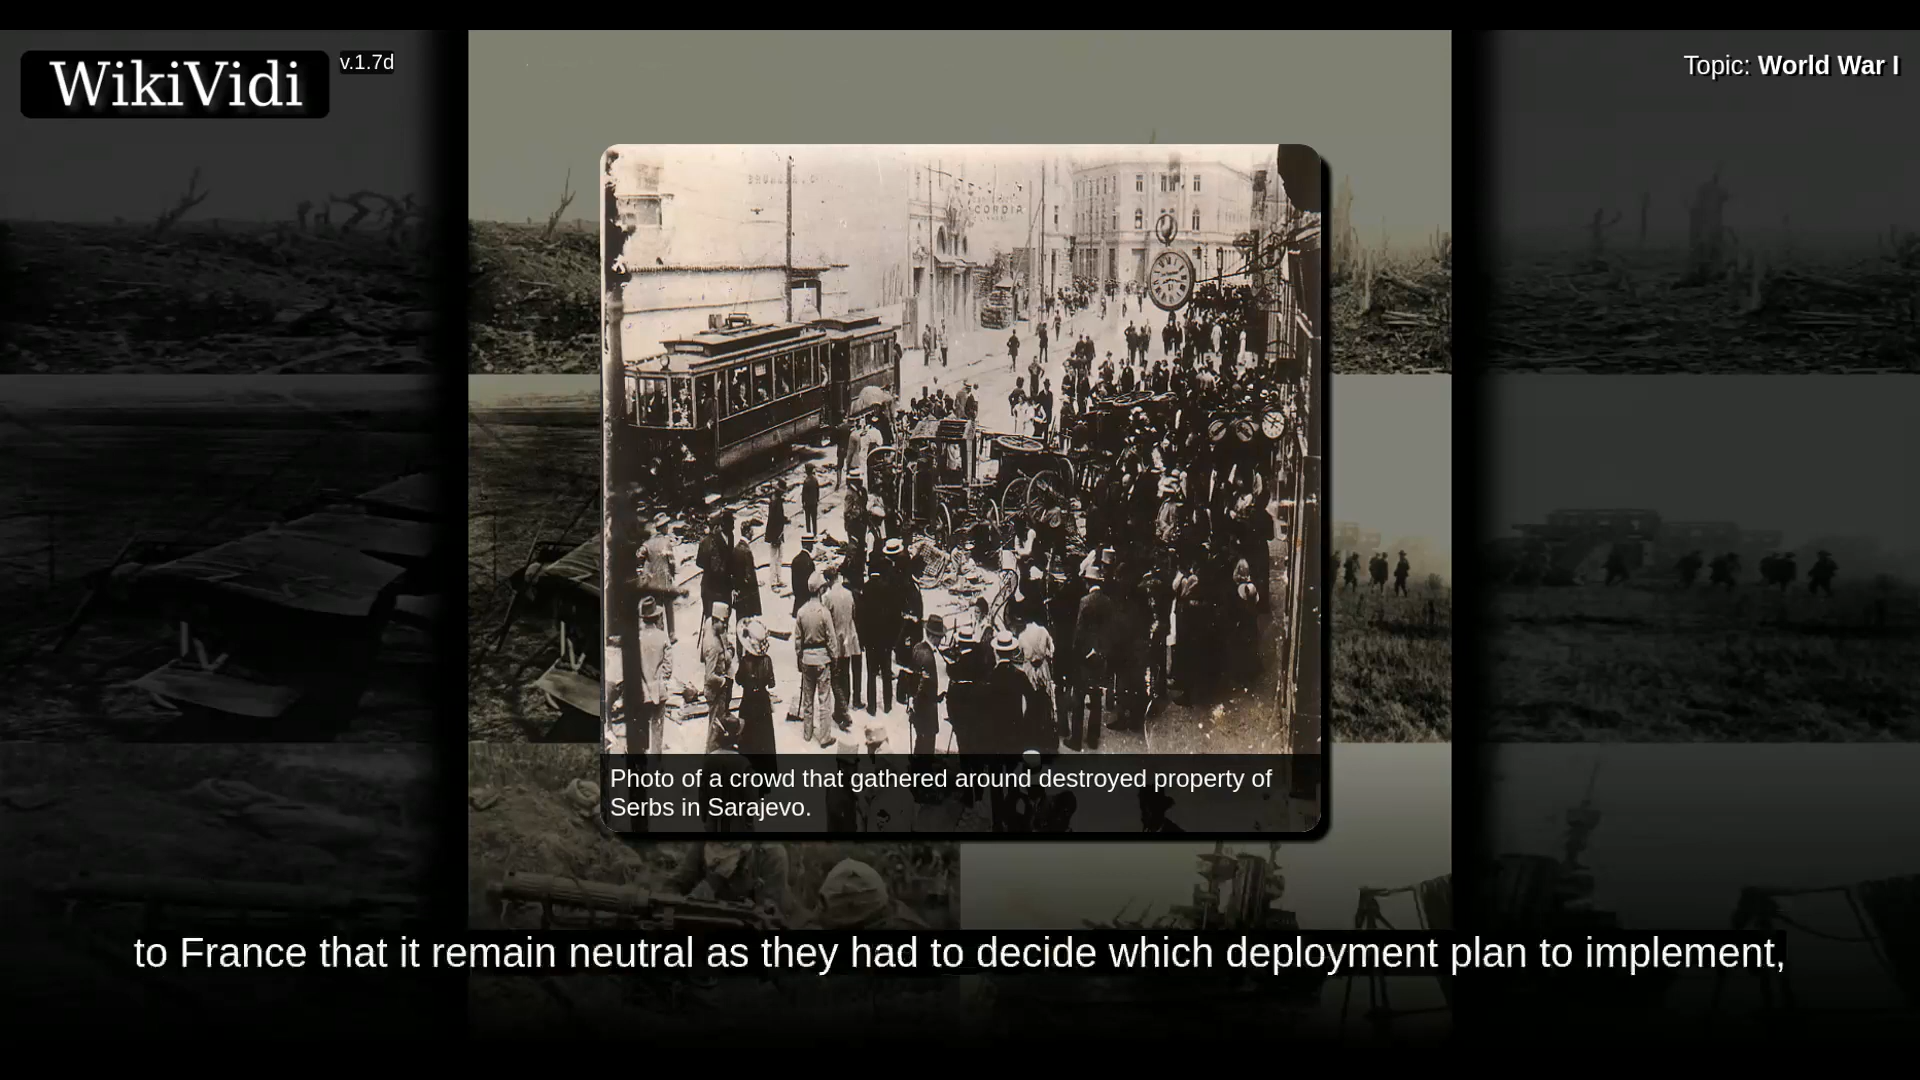 WikiVidi
v.1.7d
Topic: World War I
CORDIA
Photo of a crowd that gathered around destroyed property of
Serbs in Sarajevo.
to France that it remain neutral as they had to decide which deployment plan to implement,